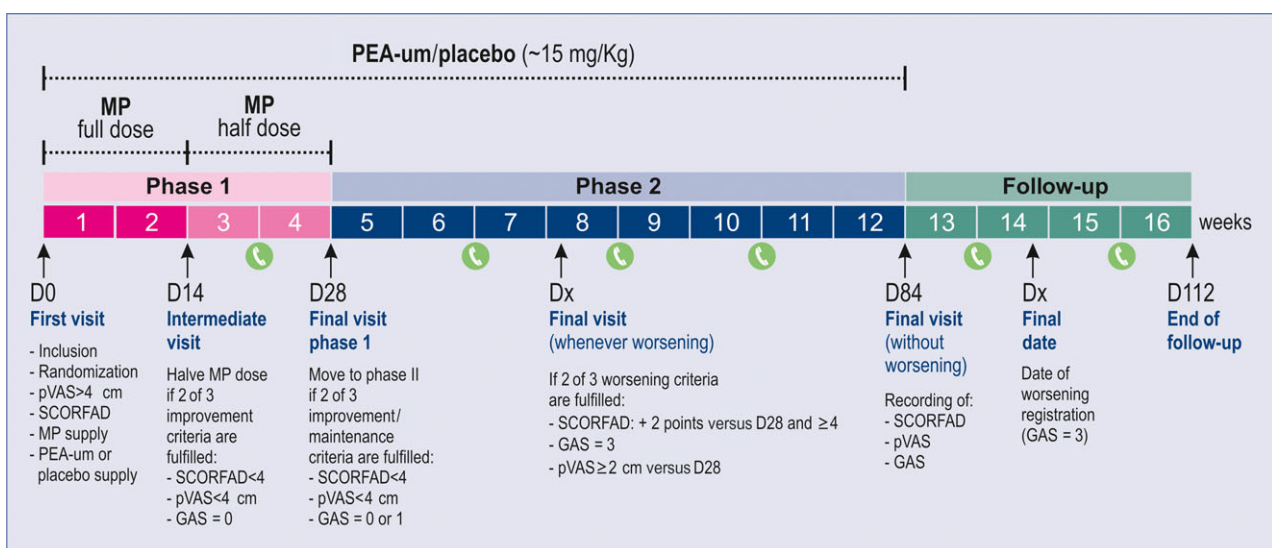 PEA-um/placebo (~15 mg/Kg)
MP
full dose
MP
half dose
Phase 1
Phase 2
Follow-up
1 2 3 4 5 6 7 8 9 10 11 12 13 14 15 16 weeks
D0
First visit
- Inclusion
- Randomization
- pVAS>4 cm
- SCORFAD
- MP supply
- PEA-um or
placebo supply
D14
Intermediate
visit
Halve MP dose
if 2 of 3
improvement
criteria are
fulfilled:
- SCORFAD<4
- pVAS<4 cm
- GAS = 0
D28
Final visit
phase 1
Move to phase II
if 2 of 3
improvement/
maintenance
criteria are fulfilled:
- SCORFAD<4
- pVAS<4 cm
- GAS = 0 or 1
Dx
Final visit
(whenever worsening)
If 2 of 3 worsening criteria
are fulfilled:
- SCORFAD: + 2 points versus D28 and ≥4
- GAS = 3
- pVAS≥2 cm versus D28
D84
Final visit
(without
worsening)
Recording of:
- SCORFAD
- pVAS
- GAS
Dx
Final
date
Date of
worsening
registration
(GAS = 3)
D112
End of
follow-up